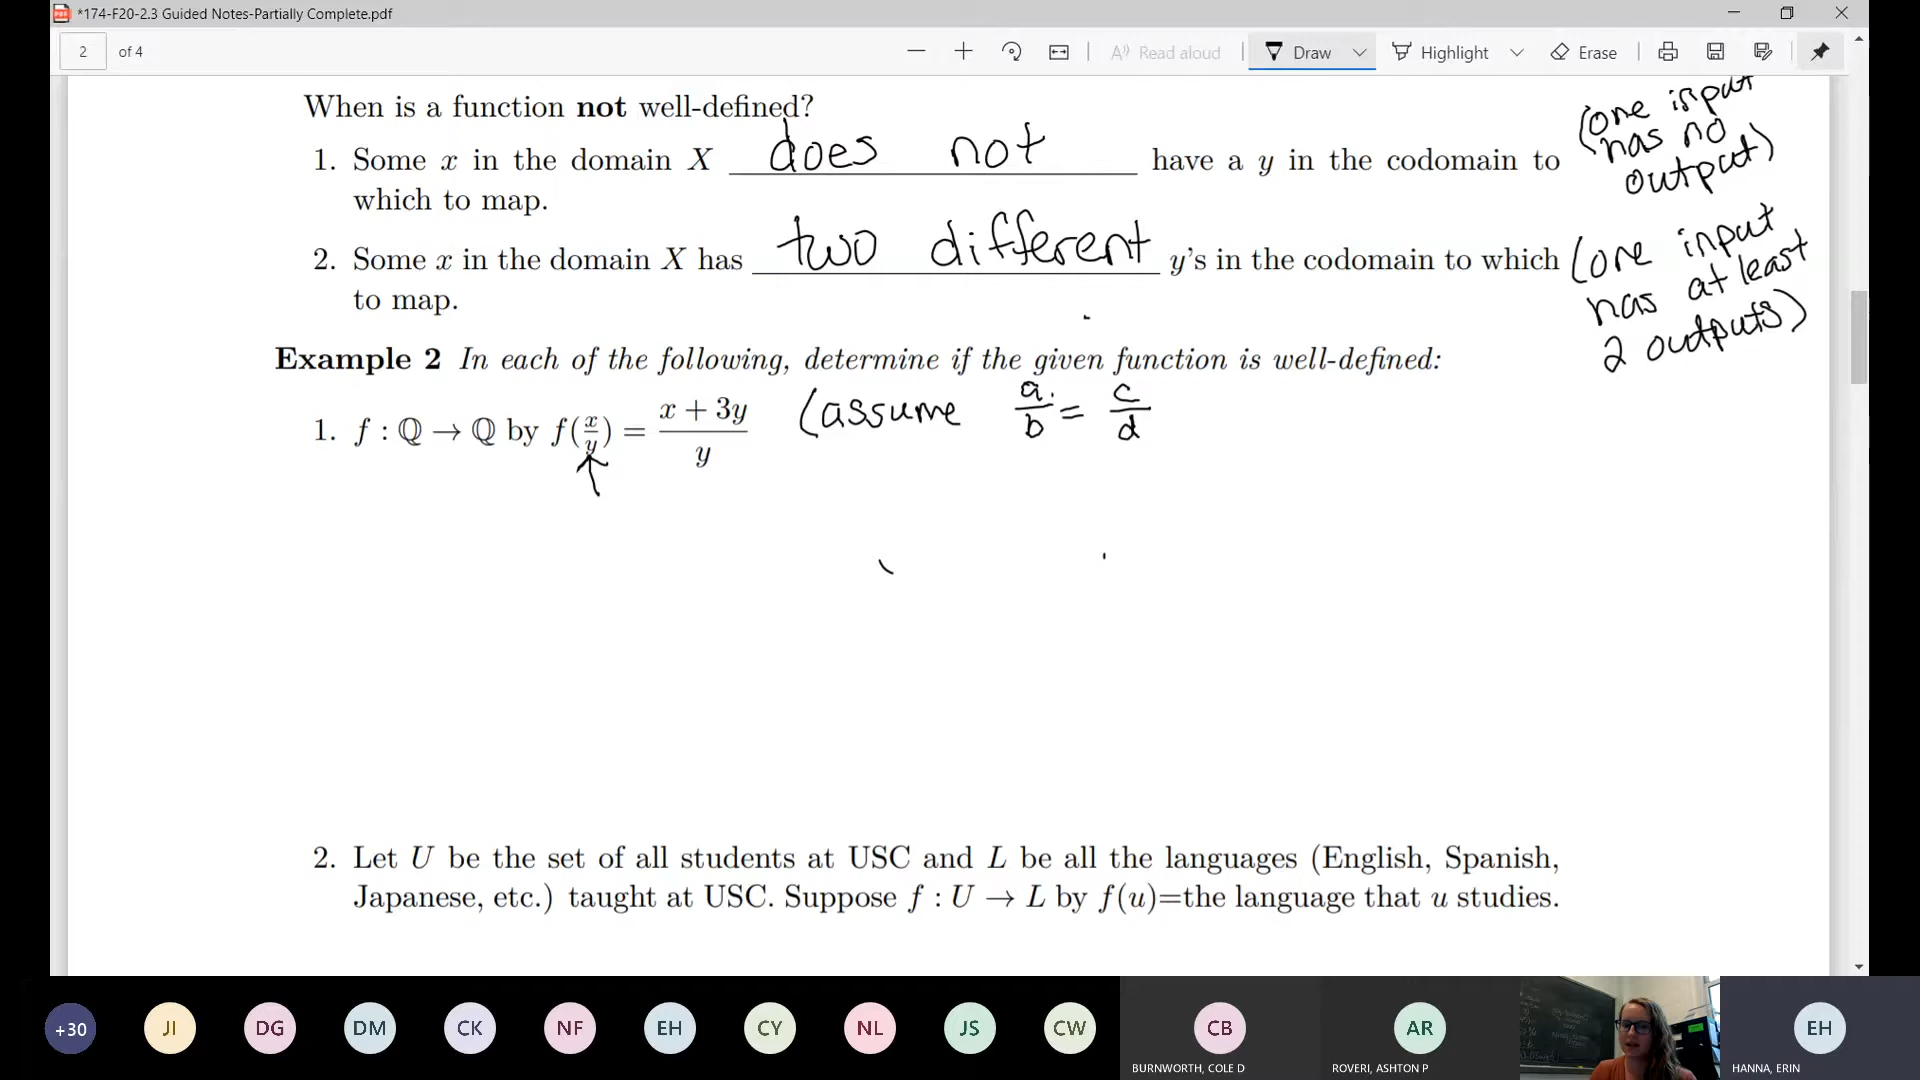 *174-F20-2.3 Guided Notes-Partially Complete.pdf
2 of 4 Read aloud Draw Highlight Erase
When is a function not well-defined?
1. Some x in the domain X does not have a y in the codomain to
which to map.
(one input
has no
output)
2. Some x in the domain X has two different y's in the codomain to which
to map.
(one input
has at least
2 outputs)
Example 2 In each of the following, determine if the given function is well-defined:
1. f : ℚ → ℚ by f(x/y) = (x + 3y)/y (assume a/b = c/d
2. Let U be the set of all students at USC and L be all the languages (English, Spanish,
Japanese, etc.) taught at USC. Suppose f : U → L by f(u)=the language that u studies.
+30 JI DG DM CK NF EH CY NL JS CW CB AR EH
BURNWORTH, COLE D ROVERI, ASHTON P HANNA, ERIN